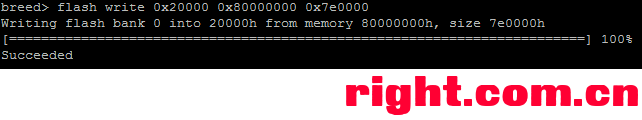 breed> flash write 0x20000 0x80000000 0x7e0000
Writing flash bank 0 into 20000h from memory 80000000h, size 7e0000h
[=======================================================================] 100%
Succeeded
right.com.cn